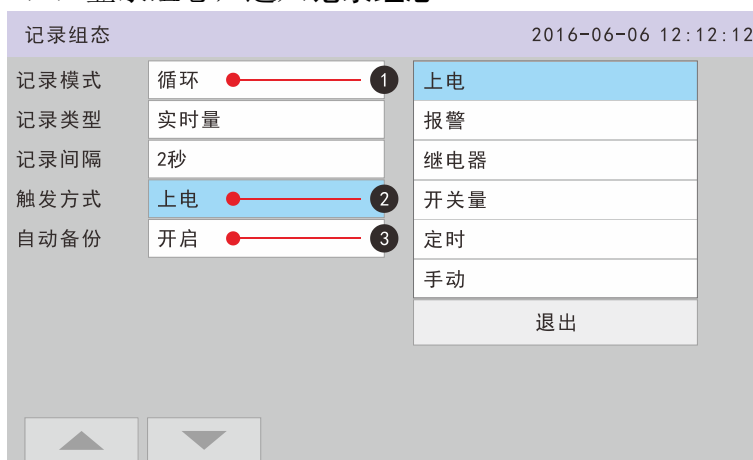 记录组态 2016-06-06 12:12:12
记录模式 循环 1
记录类型 实时量
记录间隔 2秒
触发方式 上电 2
自动备份 开启 3
上电
报警
继电器
开关量
定时
手动
退出